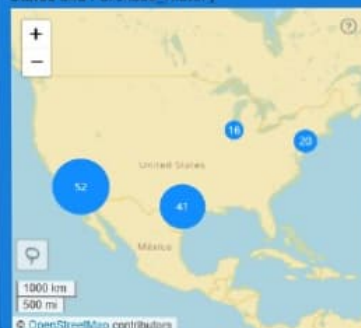 +
−
?
16
20
United States
52
41
México
1000 km
500 mi
© OpenStreetMap contributors